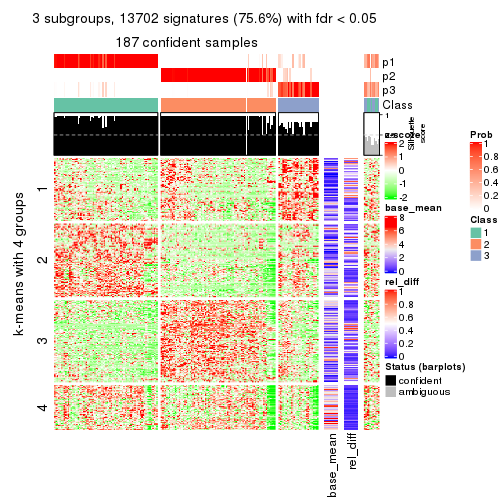 3 subgroups, 13702 signatures (75.6%) with fdr < 0.05
187 confident samples
p1
p2
p3
Class
1
Silhouette
score
z-score
2
1
0
-1
-2
Prob
1
0.8
0.6
0.4
0.2
0
k-means with 4 groups
1
2
3
4
base_mean
8
6
4
2
0
Class
1
2
3
rel_diff
1
0.8
0.6
0.4
0.2
0
Status (barplots)
confident
ambiguous
base_mean
rel_diff